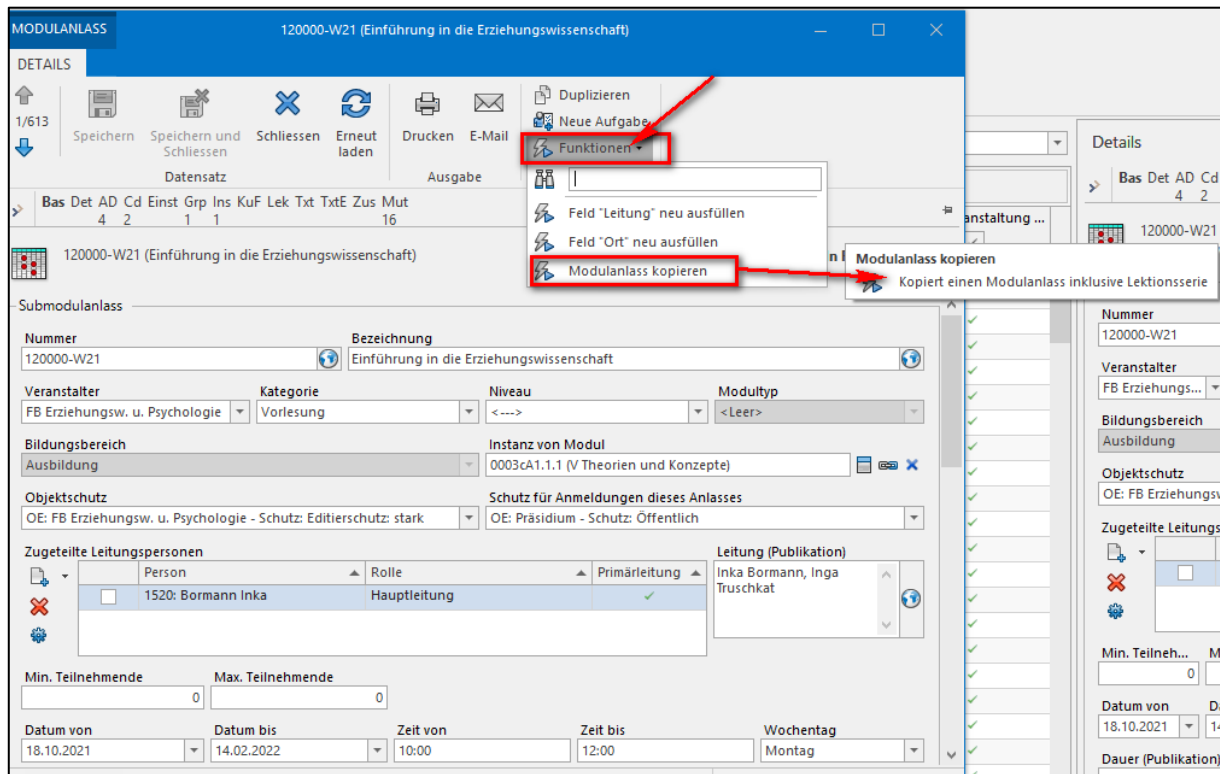 MODULANLASS
120000-W21 (Einführung in die Erziehungswissenschaft)
DETAILS
1/613
Speichern
Speichern und
Schliessen
Schliessen
Erneut
laden
Drucken
E-Mail
Duplizieren
Neue Aufgabe
Funktionen
Datensatz
Ausgabe
Feld "Leitung" neu ausfüllen
Feld "Ort" neu ausfüllen
Modulanlass kopieren
Modulanlass kopieren
Kopiert einen Modulanlass inklusive Lektionsserie
Bas Det AD Cd Einst Grp Ins KuF Lek Txt TxtE Zus Mut
4 2 1 1 16
120000-W21 (Einführung in die Erziehungswissenschaft)
Submodulanlass
Nummer
Bezeichnung
120000-W21
Einführung in die Erziehungswissenschaft
Veranstalter
Kategorie
Niveau
Modultyp
FB Erziehungsw. u. Psychologie
Vorlesung
<--->
<Leer>
Bildungsbereich
Instanz von Modul
Ausbildung
0003cA1.1.1 (V Theorien und Konzepte)
Objektschutz
Schutz für Anmeldungen dieses Anlasses
OE: FB Erziehungsw. u. Psychologie - Schutz: Editierschutz: stark
OE: Präsidium - Schutz: Öffentlich
Zugeteilte Leitungspersonen
Leitung (Publikation)
Person
Rolle
Primärleitung
1520: Bormann Inka
Hauptleitung
Inka Bormann, Inga
Truschkat
Min. Teilnehmende
Max. Teilnehmende
0
0
Datum von
Datum bis
Zeit von
Zeit bis
Wochentag
18.10.2021
14.02.2022
10:00
12:00
Montag
anstaltung ...
Details
Bas Det AD Cd
4 2
120000-W21
Nummer
120000-W21
Veranstalter
FB Erziehungs...
Bildungsbereich
Ausbildung
Objektschutz
OE: FB Erziehungsw
Zugeteilte Leitungs
Min. Teilneh...
M
0
Datum von
Da
18.10.2021
14
Dauer (Publikation)